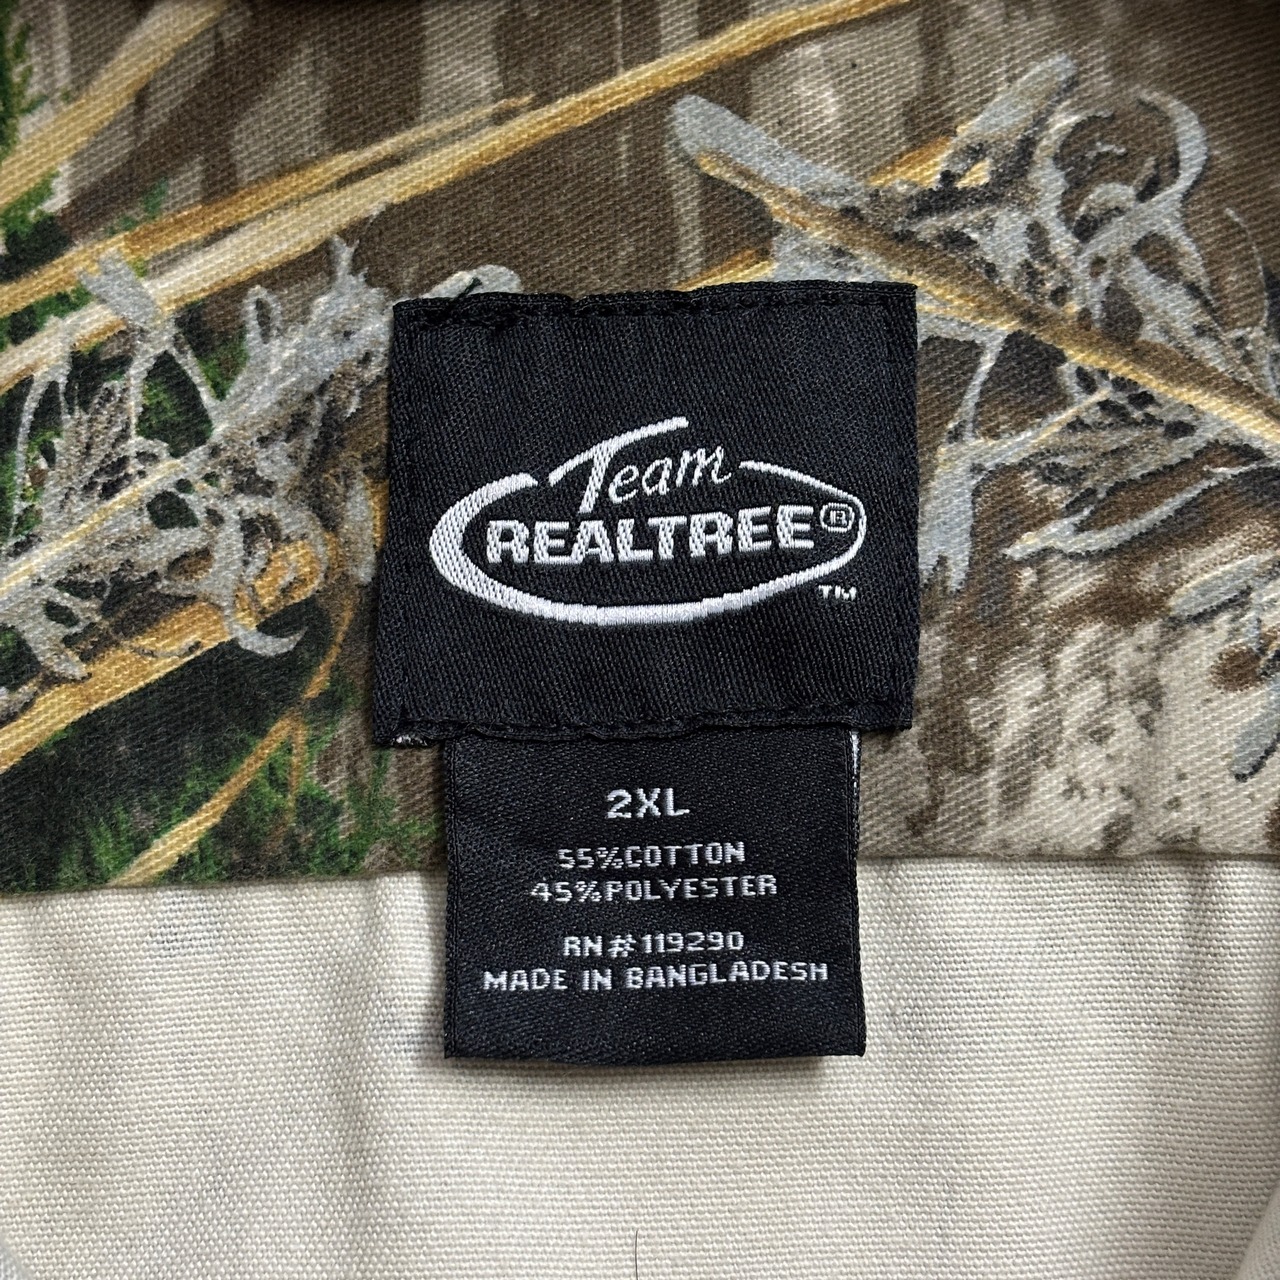 Team
REALTREE®
™
2XL
55%COTTON
45%POLYESTER
RN#119290
MADE IN BANGLADESH